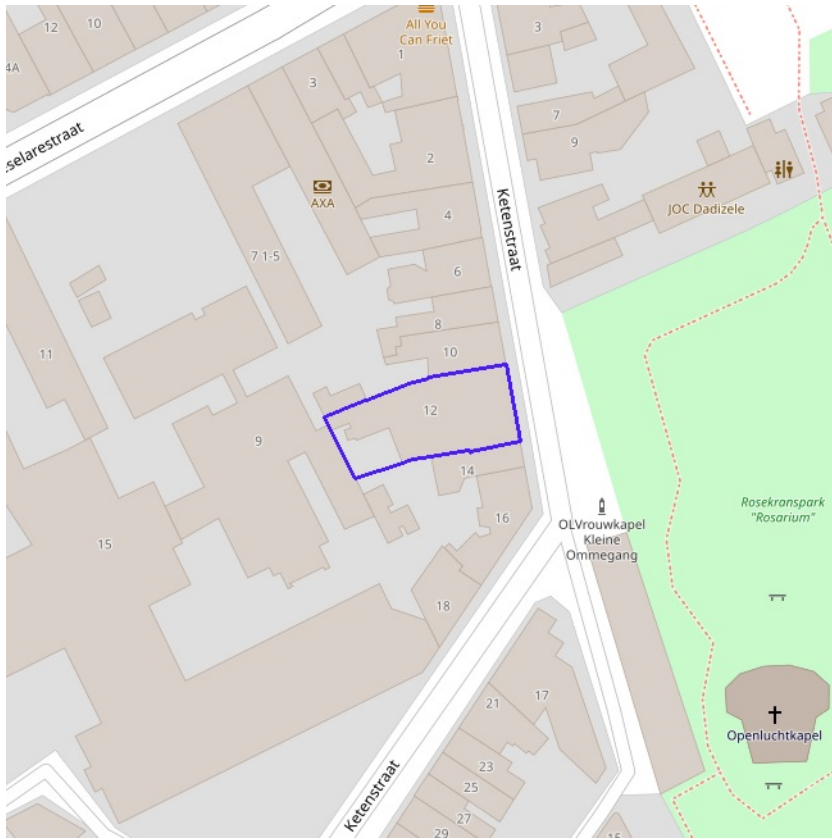 12
10
4A
All You
Can Friet
3
1
3
7
9
eselarestraat
AXA
2
4
6
8
10
7 1-5
Ketenstraat
JOC Dadizele
11
12
9
14
16
15
18
OLVrouwkapel
Kleine
Ommegang
Rosekranspark
"Rosarium"
17
21
23
25
27
29
Ketenstraat
Openluchtkapel
15